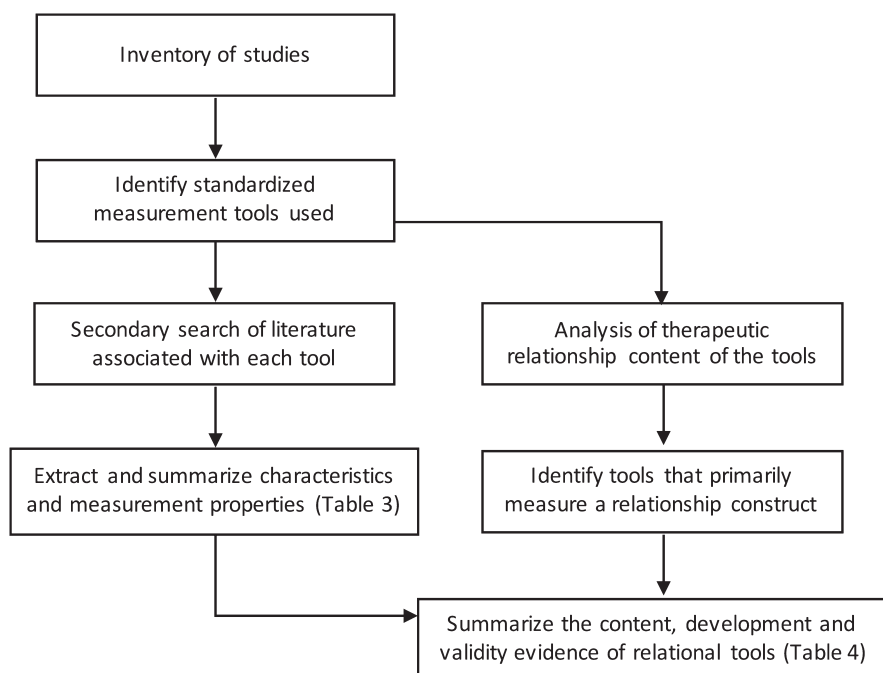 Inventory of studies
Identify standardized
measurement tools used
Secondary search of literature
associated with each tool
Analysis of therapeutic
relationship content of the tools
Extract and summarize characteristics
and measurement properties (Table 3)
Identify tools that primarily
measure a relationship construct
Summarize the content, development and
validity evidence of relational tools (Table 4)